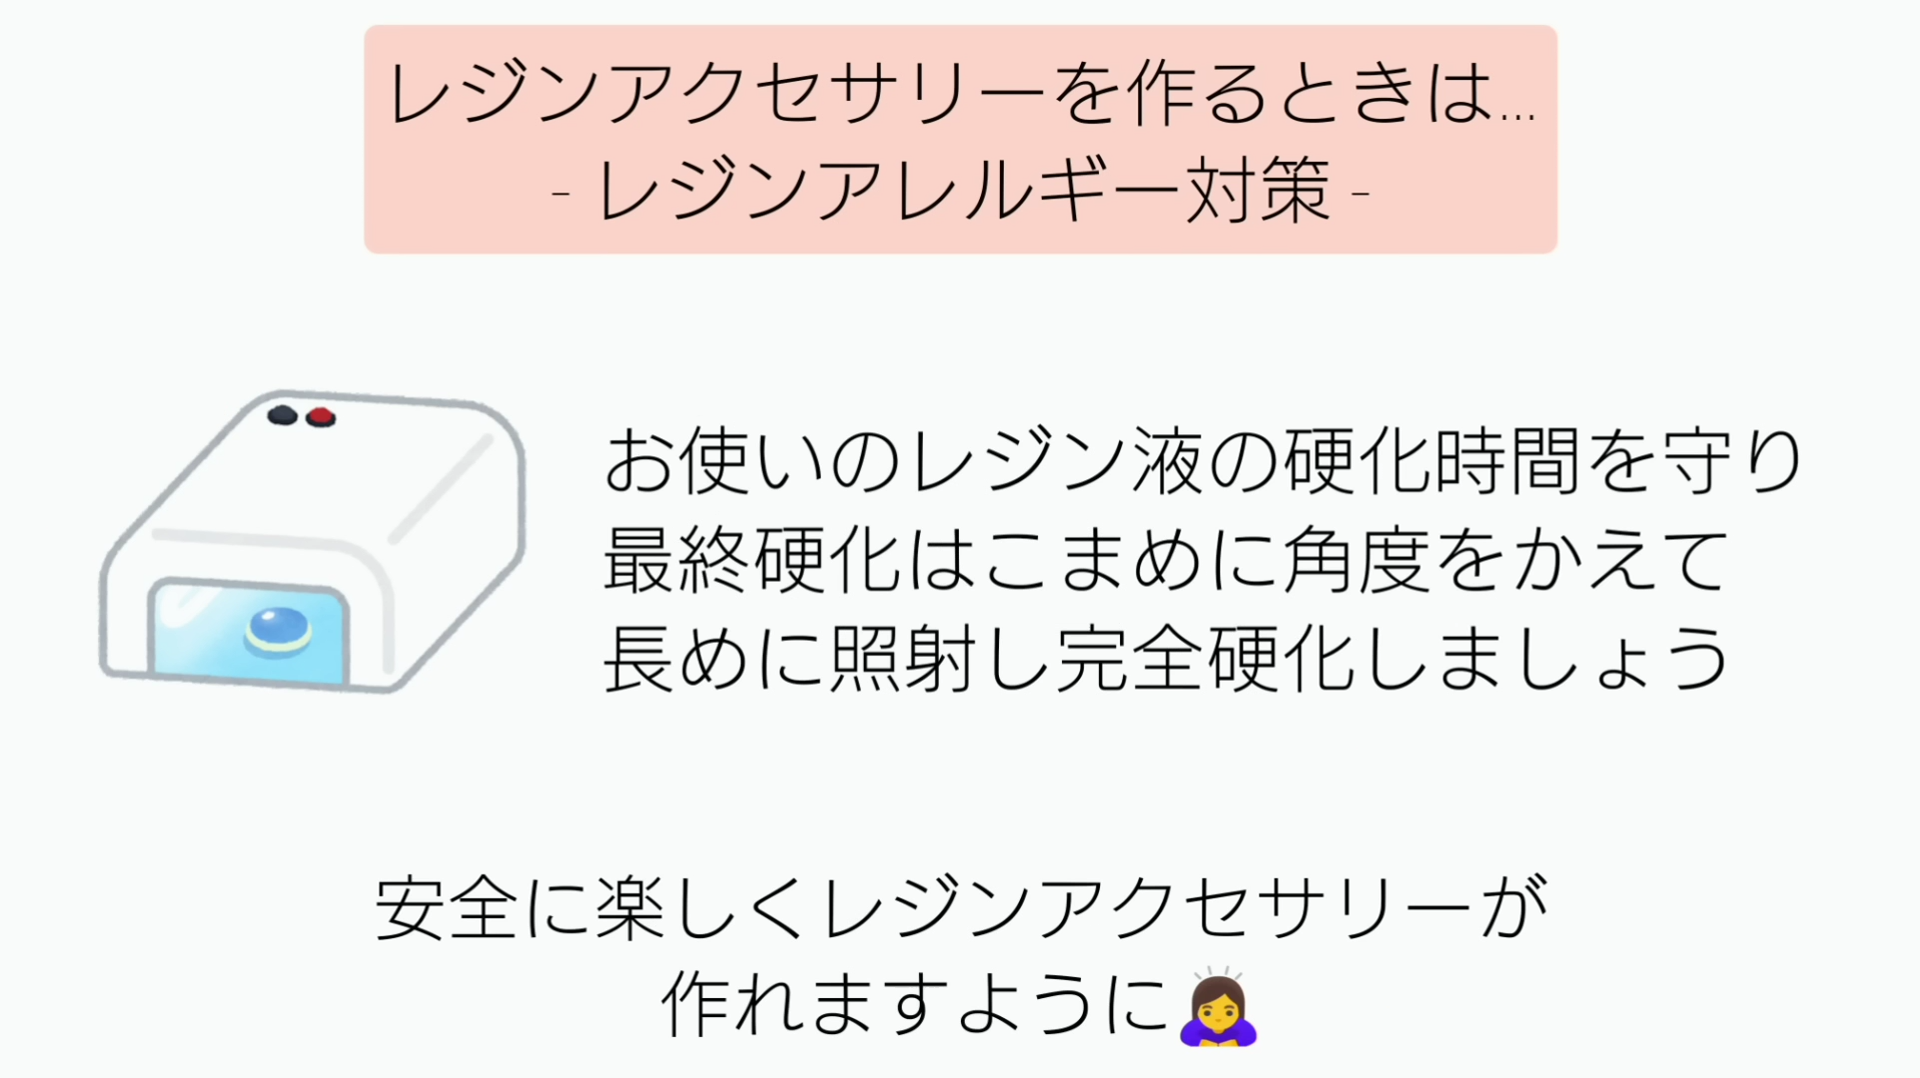 レジンアクセサリーを作るときは...
- レジンアレルギー対策 -
お使いのレジン液の硬化時間を守り
最終硬化はこまめに角度をかえて
長めに照射し完全硬化しましょう
安全に楽しくレジンアクセサリーが
作れますように🙇‍♀️